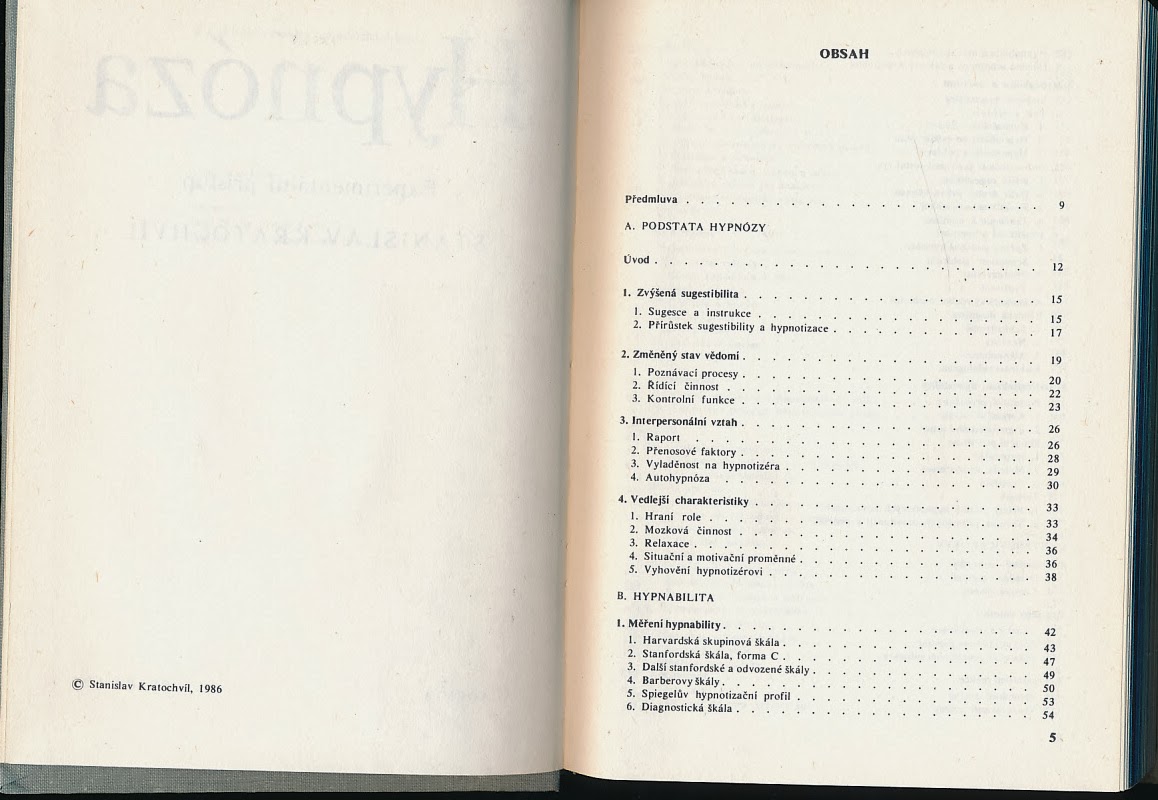 Hypnóza
Experimentální přístup
STANISLAV KRATOCHVÍL
© Stanislav Kratochvíl, 1986
OBSAH
Předmluva . . . 9
A. PODSTATA HYPNÓZY
Úvod . . . 12
1. Zvýšená sugestibilita . . . 15
1. Sugesce a instrukce . . . 15
2. Přírůstek sugestibility a hypnotizace . . . 17
2. Změněný stav vědomí . . . 19
1. Poznávací procesy . . . 20
2. Řídící činnost . . . 22
3. Kontrolní funkce . . . 23
3. Interpersonální vztah . . . 26
1. Raport . . . 26
2. Přenosové faktory . . . 28
3. Vyladěnost na hypnotizéra . . . 29
4. Autohypnóza . . . 30
4. Vedlejší charakteristiky . . . 33
1. Hraní role . . . 33
2. Mozková činnost . . . 34
3. Relaxace . . . 36
4. Situační a motivační proměnné . . . 36
5. Vyhovění hypnotizérovi . . . 38
B. HYPNABILITA
1. Měření hypnability . . . 42
1. Harvardská skupinová škála . . . 43
2. Stanfordská škála, forma C . . . 47
3. Další stanfordské a odvozené škály . . . 49
4. Barberovy škály . . . 50
5. Spiegelův hypnotizační profil . . . 53
6. Diagnostická škála . . . 54
5